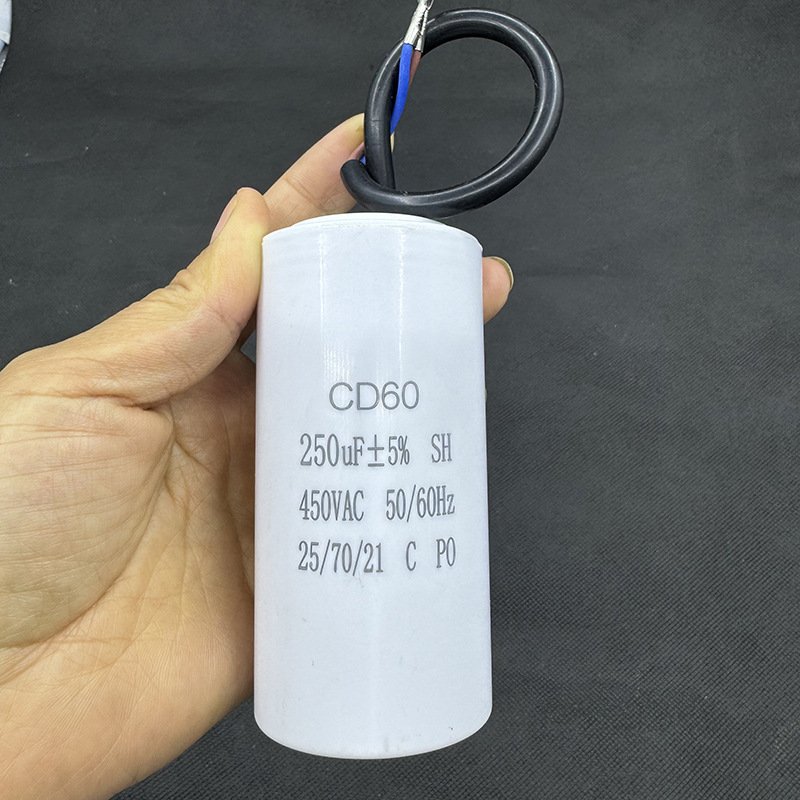 CD60
250uF±5% SH
450VAC 50/60Hz
25/70/21 C PO